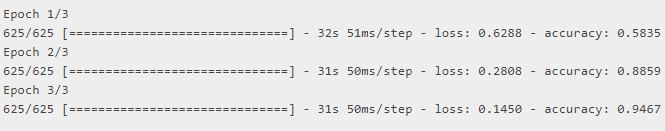 Epoch 1/3
625/625 [==============================] - 32s 51ms/step - loss: 0.6288 - accuracy: 0.5835
Epoch 2/3
625/625 [==============================] - 31s 50ms/step - loss: 0.2808 - accuracy: 0.8859
Epoch 3/3
625/625 [==============================] - 31s 50ms/step - loss: 0.1450 - accuracy: 0.9467